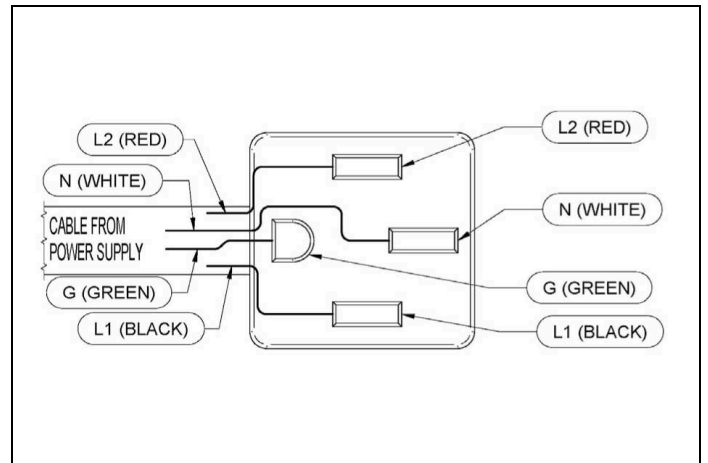 L2 (RED)
N (WHITE)
CABLE FROM
POWER SUPPLY
G (GREEN)
L1 (BLACK)
L2 (RED)
N (WHITE)
G (GREEN)
L1 (BLACK)